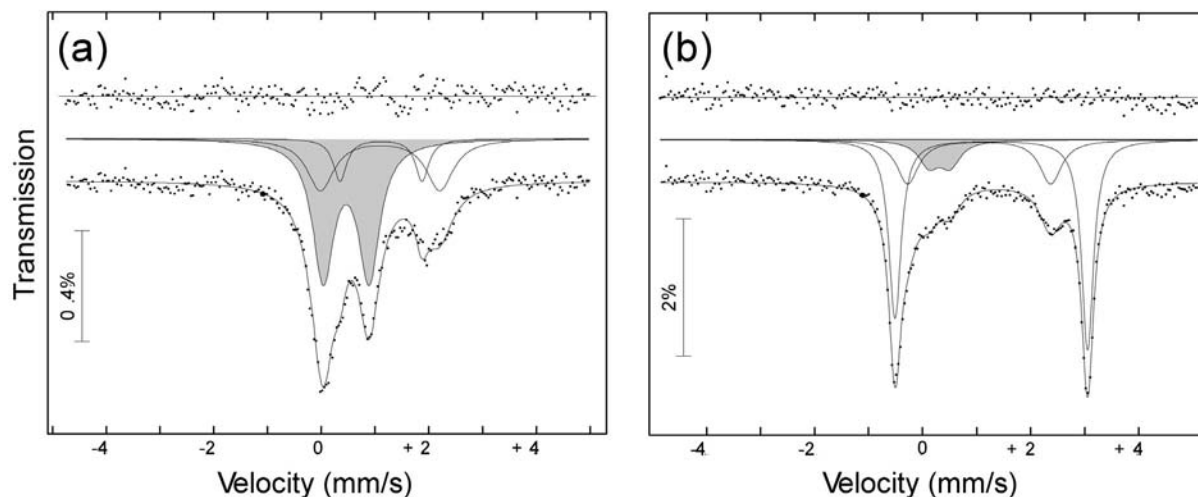 (a)
Transmission
0.4%
-4 -2 0 + 2 + 4
Velocity (mm/s)
(b)
2%
-4 -2 0 + 2 + 4
Velocity (mm/s)